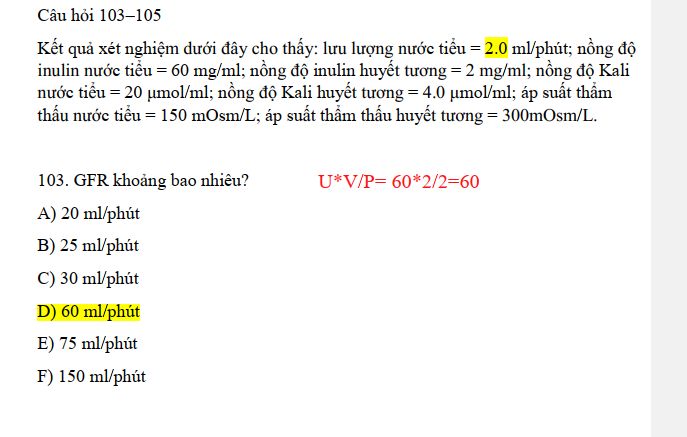 Câu hỏi 103–105
Kết quả xét nghiệm dưới đây cho thấy: lưu lượng nước tiểu = 2.0 ml/phút; nồng độ
inulin nước tiểu = 60 mg/ml; nồng độ inulin huyết tương = 2 mg/ml; nồng độ Kali
nước tiểu = 20 μmol/ml; nồng độ Kali huyết tương = 4.0 μmol/ml; áp suất thẩm
thấu nước tiểu = 150 mOsm/L; áp suất thẩm thấu huyết tương = 300mOsm/L.
103. GFR khoảng bao nhiêu? U*V/P= 60*2/2=60
A) 20 ml/phút
B) 25 ml/phút
C) 30 ml/phút
D) 60 ml/phút
E) 75 ml/phút
F) 150 ml/phút